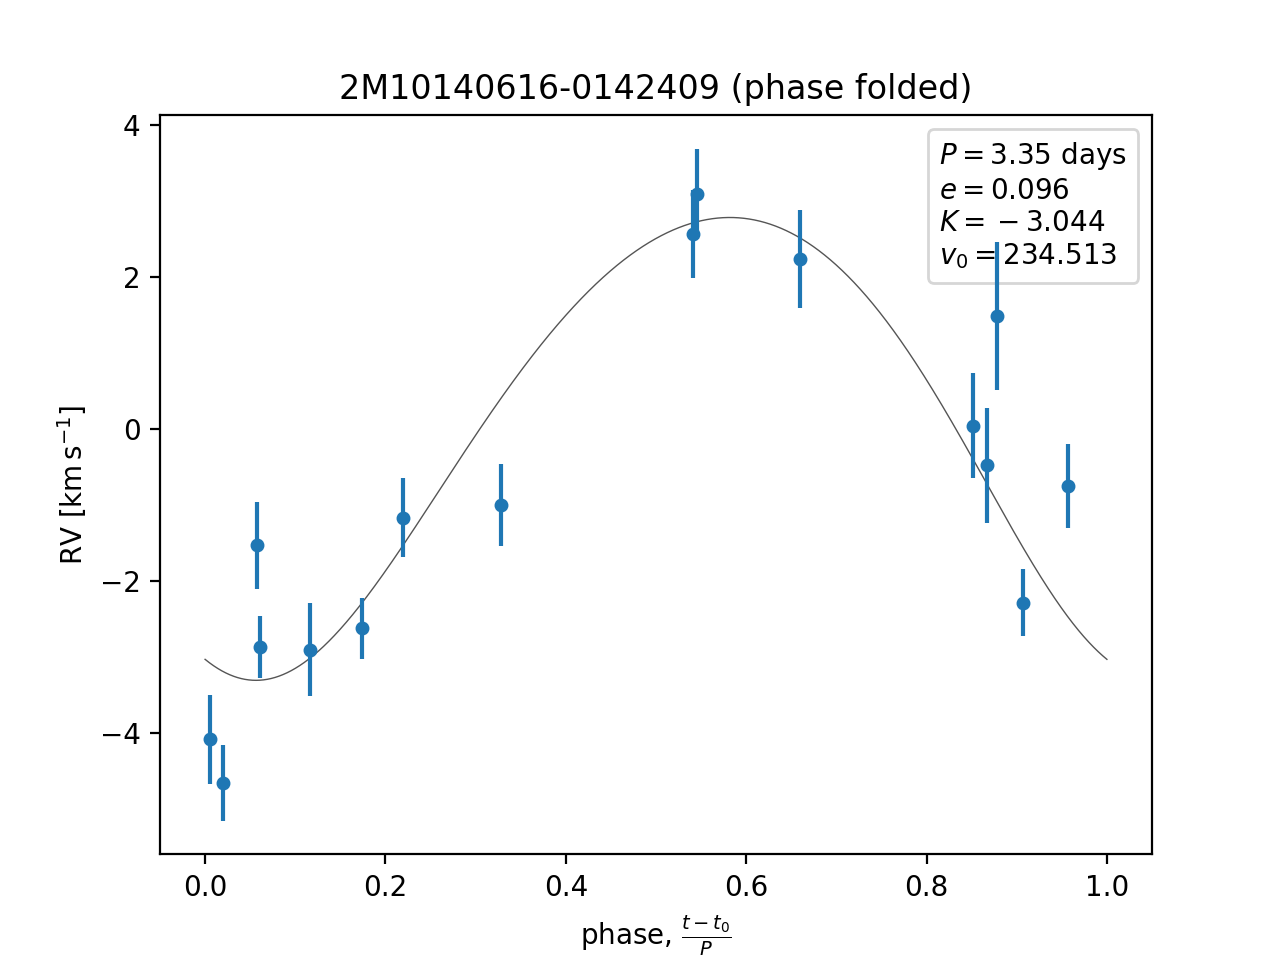 2M10140616-0142409 (phase folded)
P = 3.35 days
e = 0.096
K = −3.044
v₀ = 234.513
4
2
0
−2
−4
RV [km s⁻¹]
0.0 0.2 0.4 0.6 0.8 1.0
phase, (t − t₀)/P